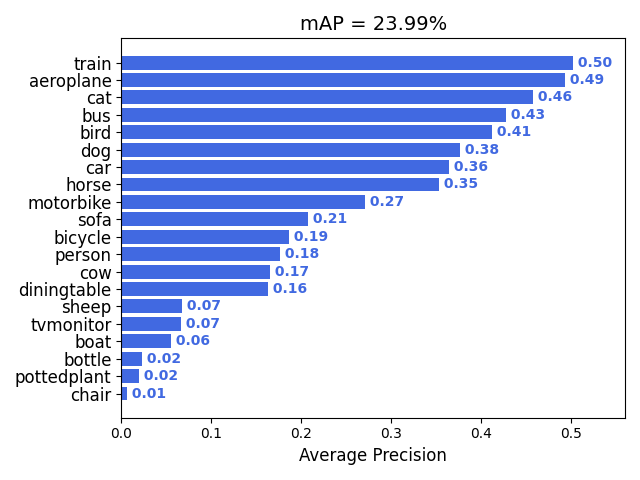 mAP = 23.99%
train 0.50
aeroplane 0.49
cat 0.46
bus 0.43
bird 0.41
dog 0.38
car 0.36
horse 0.35
motorbike 0.27
sofa 0.21
bicycle 0.19
person 0.18
cow 0.17
diningtable 0.16
sheep 0.07
tvmonitor 0.07
boat 0.06
bottle 0.02
pottedplant 0.02
chair 0.01
0.0 0.1 0.2 0.3 0.4 0.5
Average Precision